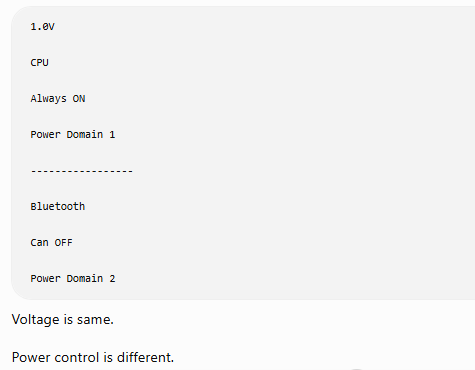 1.0V
CPU
Always ON
Power Domain 1
-----------------
Bluetooth
Can OFF
Power Domain 2
Voltage is same.
Power control is different.